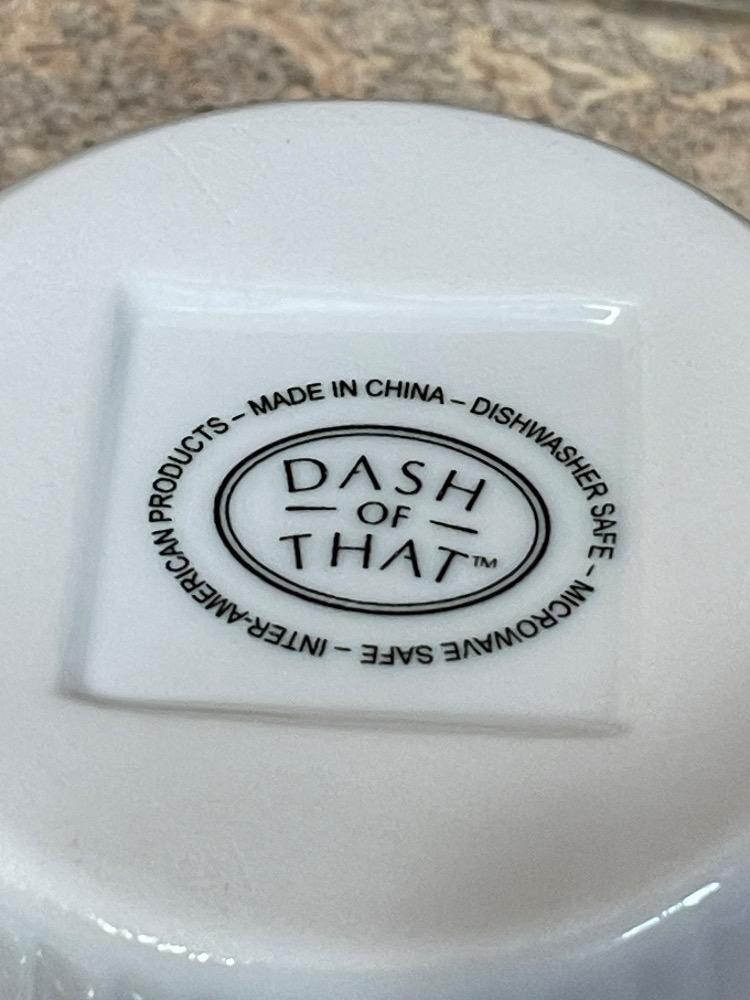 DASH
– OF –
THAT™
MADE IN CHINA – DISHWASHER SAFE – MICROWAVE SAFE – INTER-AMERICAN PRODUCTS –